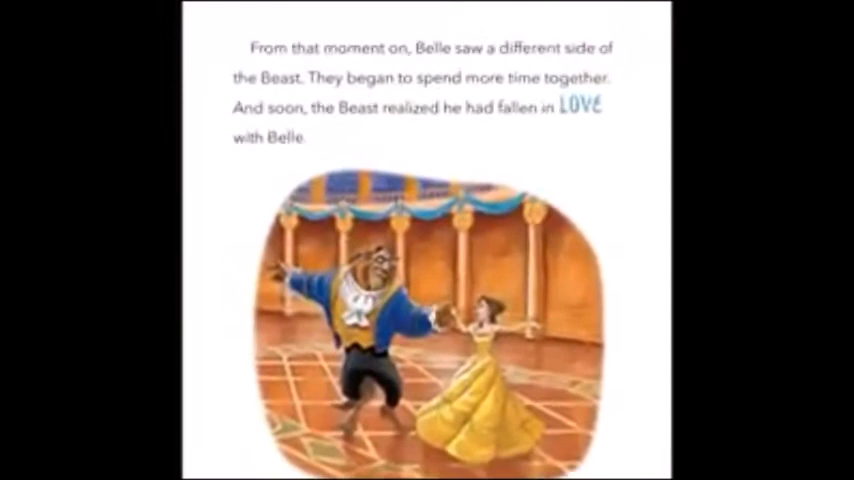 From that moment on, Belle saw a different side of
the Beast. They began to spend more time together.
And soon, the Beast realized he had fallen in LOVE
with Belle.